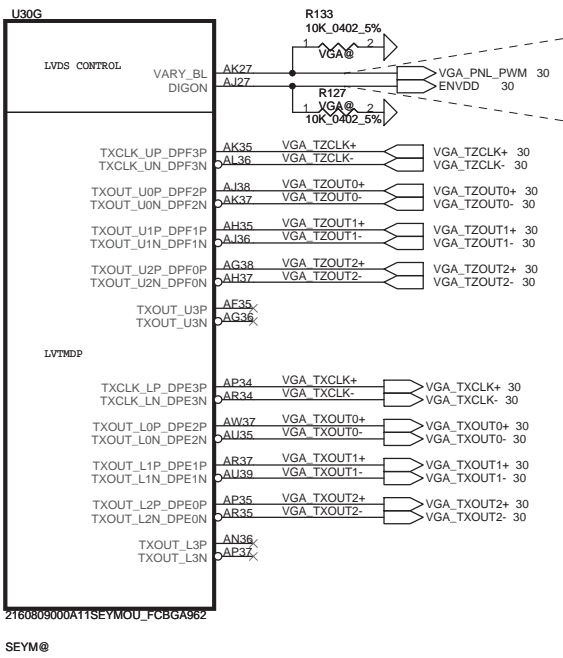 U30G
R133
10K_0402_5%
1 2
VGA@
LVDS CONTROL
VARY_BL AK27 VGA_PNL_PWM 30
DIGON AJ27 ENVDD 30
R127
VGA@
1 2
10K_0402_5%
TXCLK_UP_DPF3P AK35 VGA_TZCLK+ VGA_TZCLK+ 30
TXCLK_UN_DPF3N AL36 VGA_TZCLK- VGA_TZCLK- 30
TXOUT_U0P_DPF2P AJ38 VGA_TZOUT0+ VGA_TZOUT0+ 30
TXOUT_U0N_DPF2N AK37 VGA_TZOUT0- VGA_TZOUT0- 30
TXOUT_U1P_DPF1P AH35 VGA_TZOUT1+ VGA_TZOUT1+ 30
TXOUT_U1N_DPF1N AJ36 VGA_TZOUT1- VGA_TZOUT1- 30
TXOUT_U2P_DPF0P AG38 VGA_TZOUT2+ VGA_TZOUT2+ 30
TXOUT_U2N_DPF0N AH37 VGA_TZOUT2- VGA_TZOUT2- 30
TXOUT_U3P AF35
TXOUT_U3N AG36
LVTMDP
TXCLK_LP_DPE3P AP34 VGA_TXCLK+ VGA_TXCLK+ 30
TXCLK_LN_DPE3N AR34 VGA_TXCLK- VGA_TXCLK- 30
TXOUT_L0P_DPE2P AW37 VGA_TXOUT0+ VGA_TXOUT0+ 30
TXOUT_L0N_DPE2N AU35 VGA_TXOUT0- VGA_TXOUT0- 30
TXOUT_L1P_DPE1P AR37 VGA_TXOUT1+ VGA_TXOUT1+ 30
TXOUT_L1N_DPE1N AU39 VGA_TXOUT1- VGA_TXOUT1- 30
TXOUT_L2P_DPE0P AP35 VGA_TXOUT2+ VGA_TXOUT2+ 30
TXOUT_L2N_DPE0N AR35 VGA_TXOUT2- VGA_TXOUT2- 30
TXOUT_L3P AN36
TXOUT_L3N AP37
2160809000A11SEYMOU_FCBGA962
SEYM@